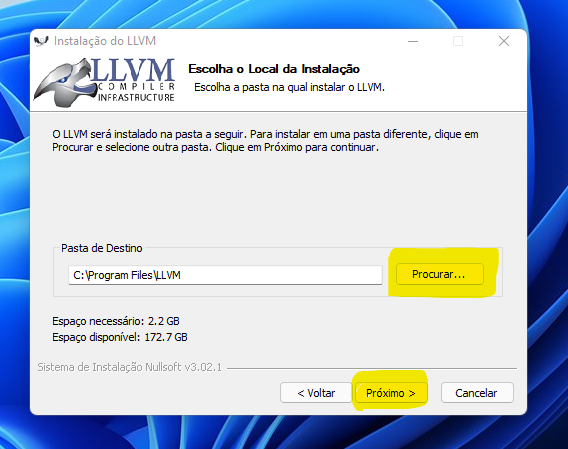 Instalação do LLVM
LLVM
COMPILER
INFRASTRUCTURE
Escolha o Local da Instalação
Escolha a pasta na qual instalar o LLVM.
O LLVM será instalado na pasta a seguir. Para instalar em uma pasta diferente, clique em
Procurar e selecione outra pasta. Clique em Próximo para continuar.
Pasta de Destino
C:\Program Files\LLVM
Procurar...
Espaço necessário: 2.2 GB
Espaço disponível: 172.7 GB
Sistema de Instalação Nullsoft v3.02.1
< Voltar Próximo > Cancelar